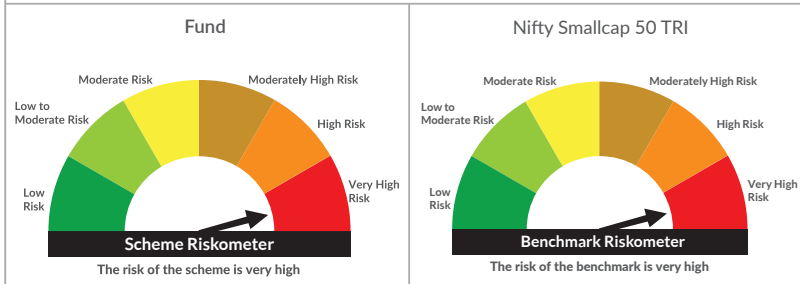 Fund
Moderate Risk
Moderately High Risk
Low to
Moderate Risk
High Risk
Low
Risk
Very High
Risk
Scheme Riskometer
The risk of the scheme is very high
Nifty Smallcap 50 TRI
Moderate Risk
Moderately High Risk
Low to
Moderate Risk
High Risk
Low
Risk
Very High
Risk
Benchmark Riskometer
The risk of the benchmark is very high